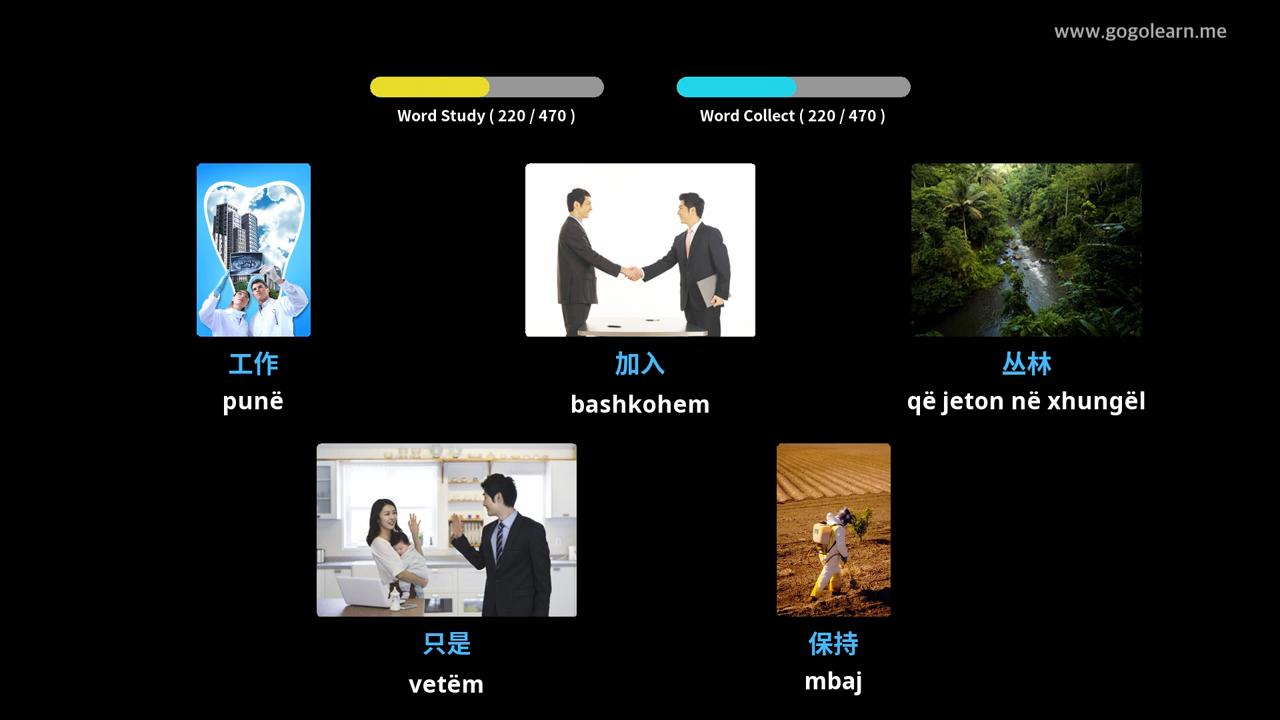 www.gogolearn.me
Word Study ( 220 / 470 )
Word Collect ( 220 / 470 )
工作
punë
加入
bashkohem
丛林
që jeton në xhungël
只是
vetëm
保持
mbaj